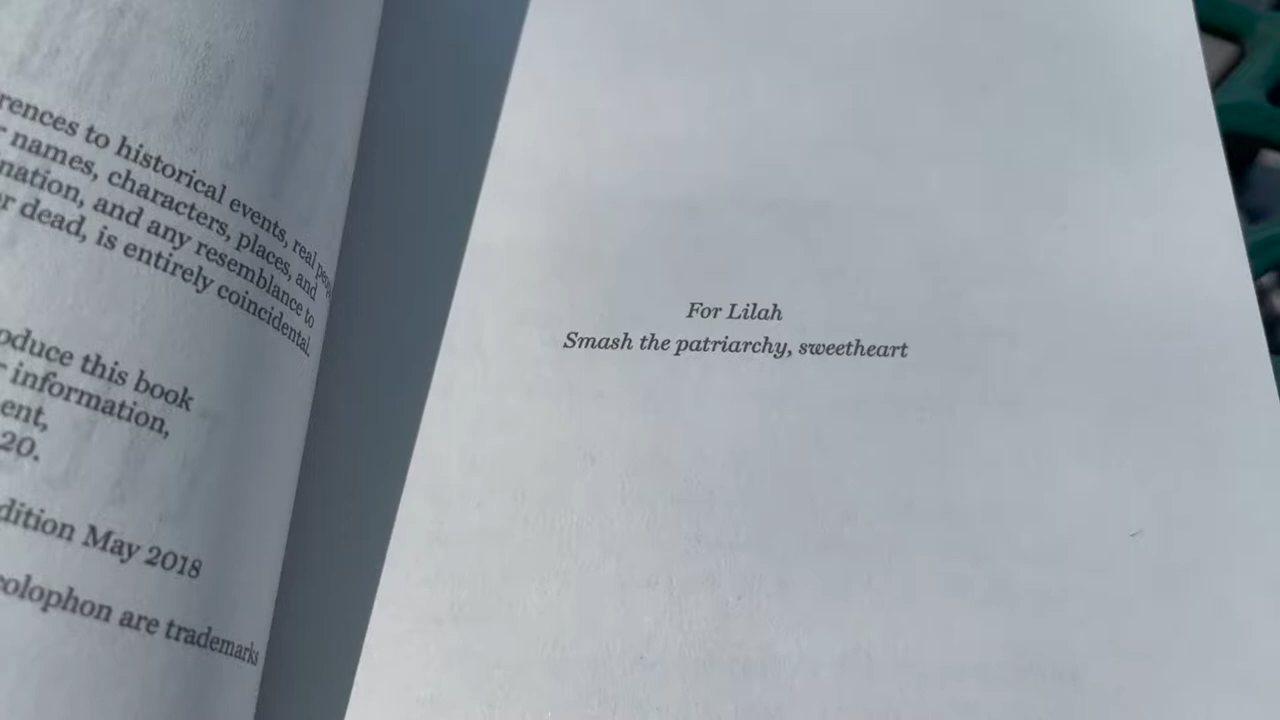 rences to historical events, real
names, characters, places, and
nation, and any resemblance to
r dead, is entirely coincidental.
oduce this book
r information,
ent,
20.
dition May 2018
colophon are trademarks
For Lilah
Smash the patriarchy, sweetheart